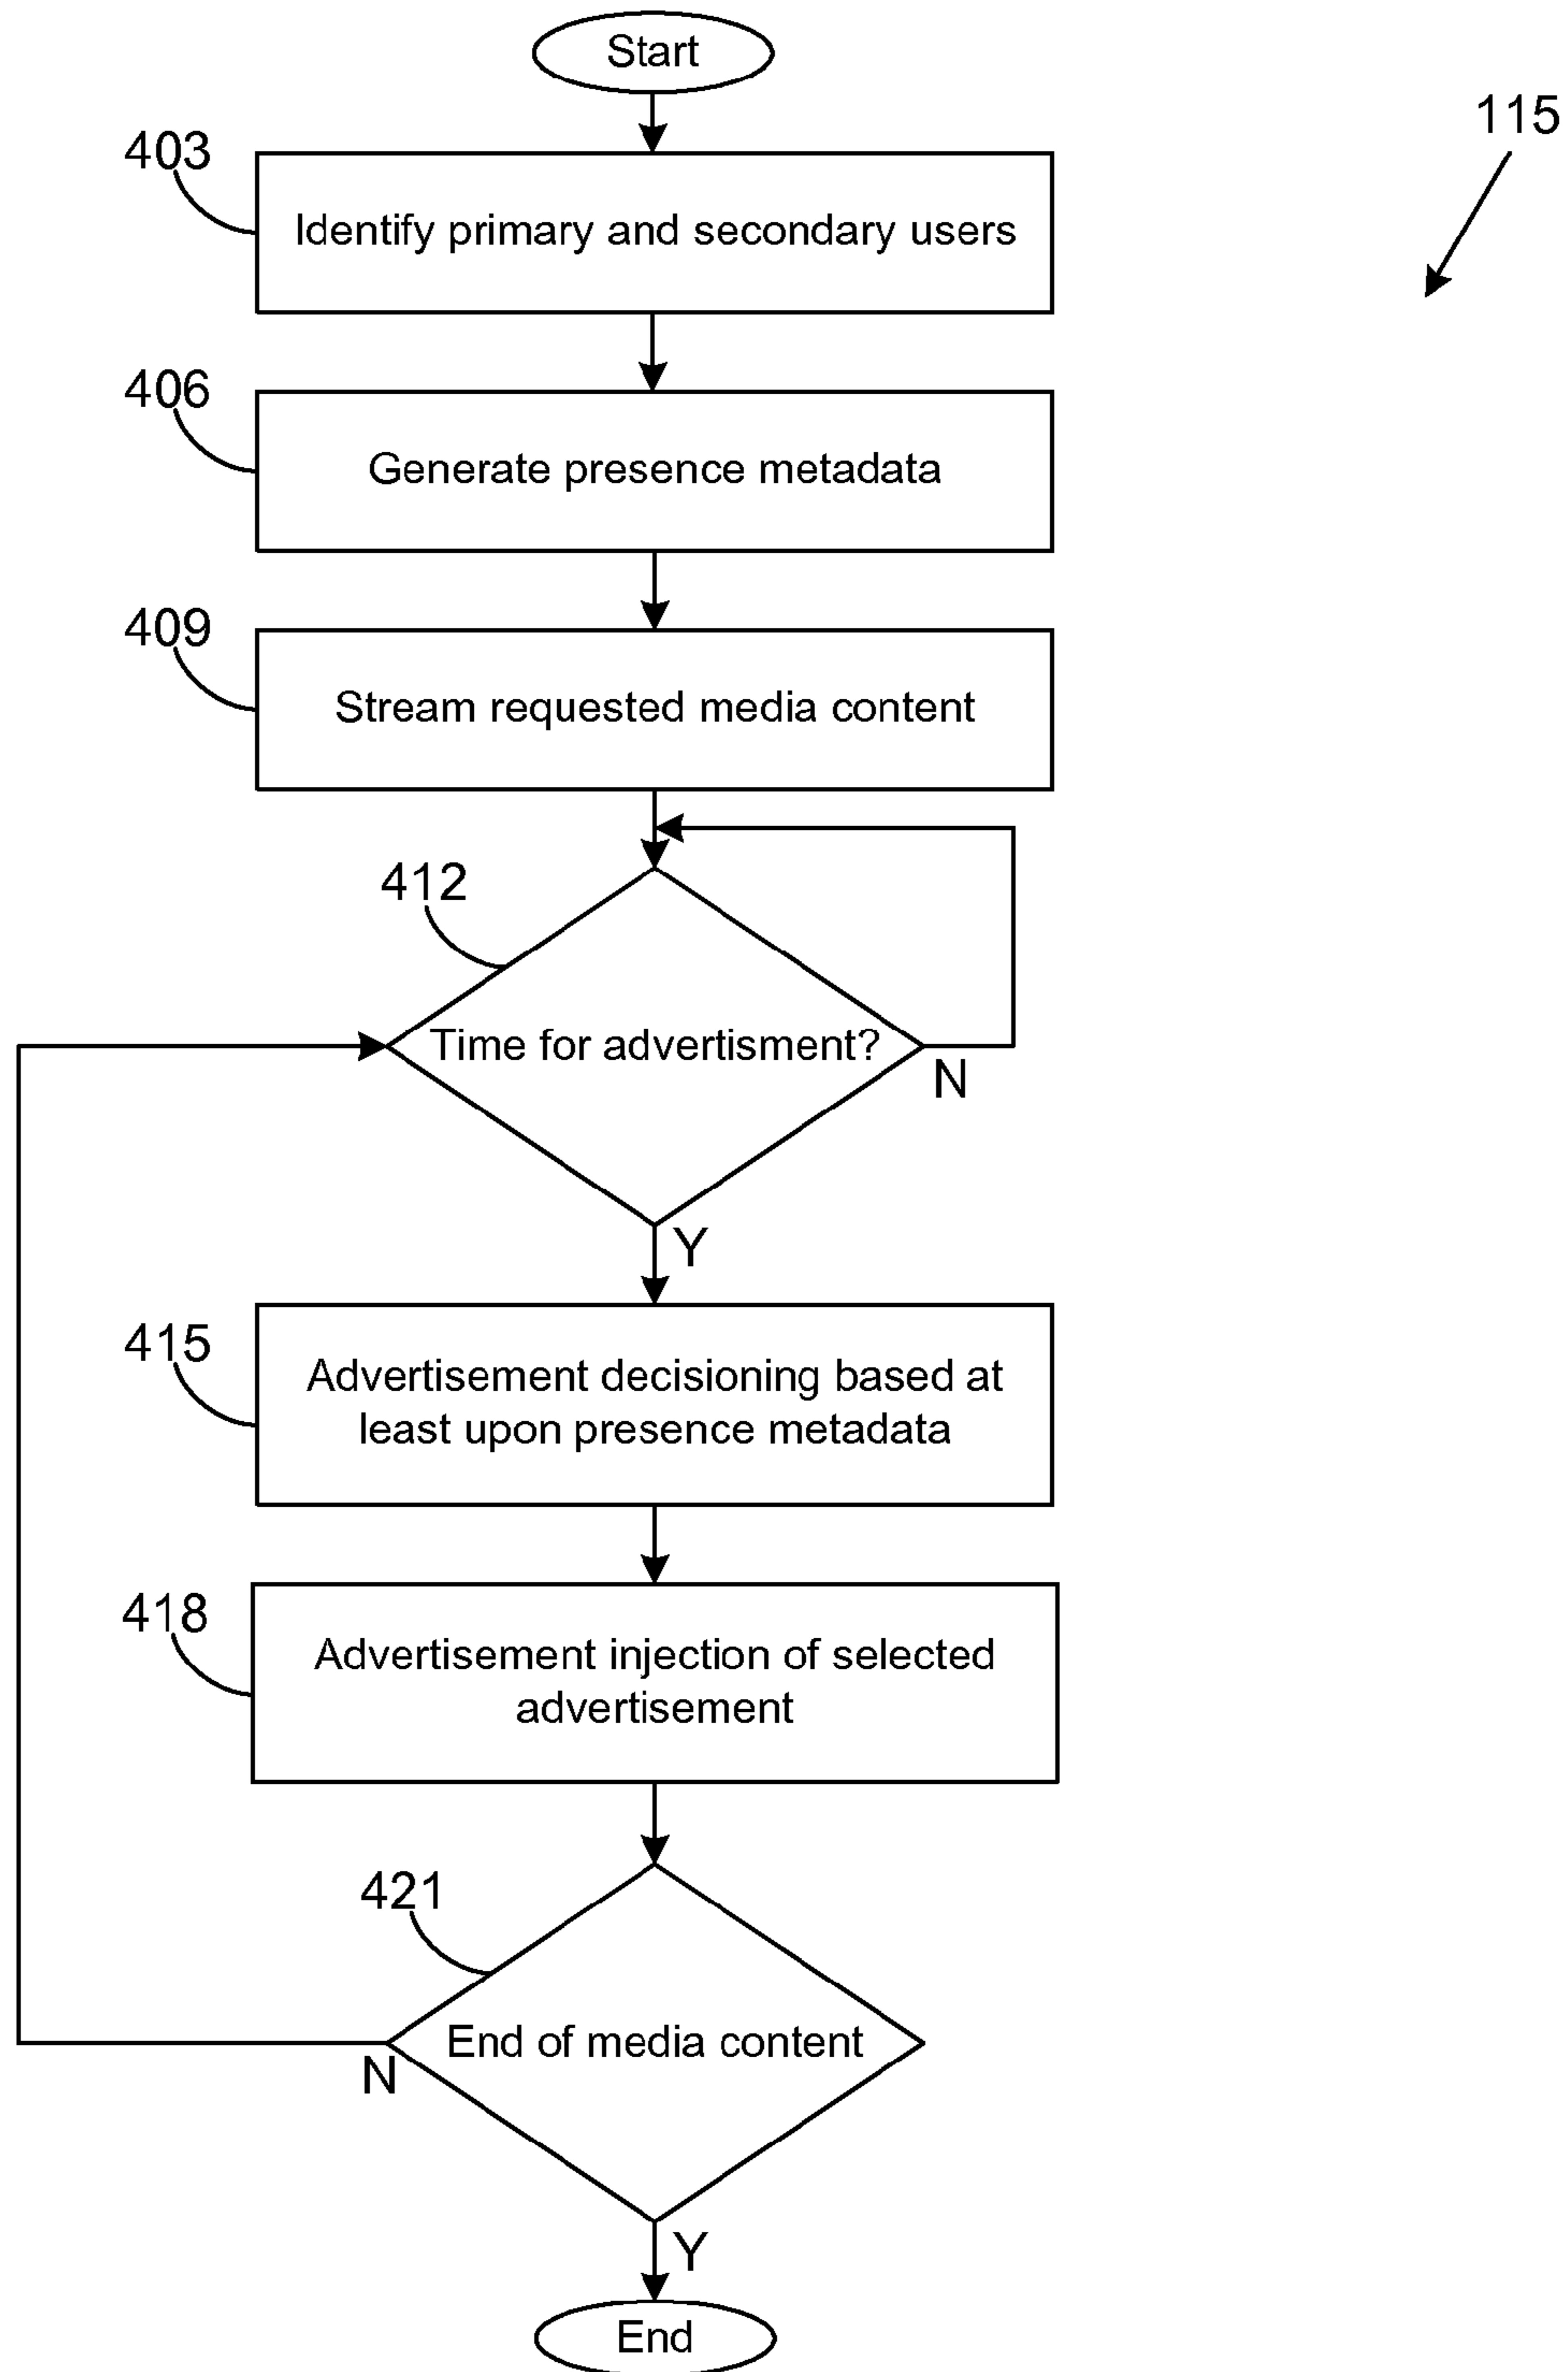 Start
115
403
Identify primary and secondary users
406
Generate presence metadata
409
Stream requested media content
412
Time for advertisment?
N
Y
415
Advertisement decisioning based at
least upon presence metadata
418
Advertisement injection of selected
advertisement
421
End of media content
N
Y
End